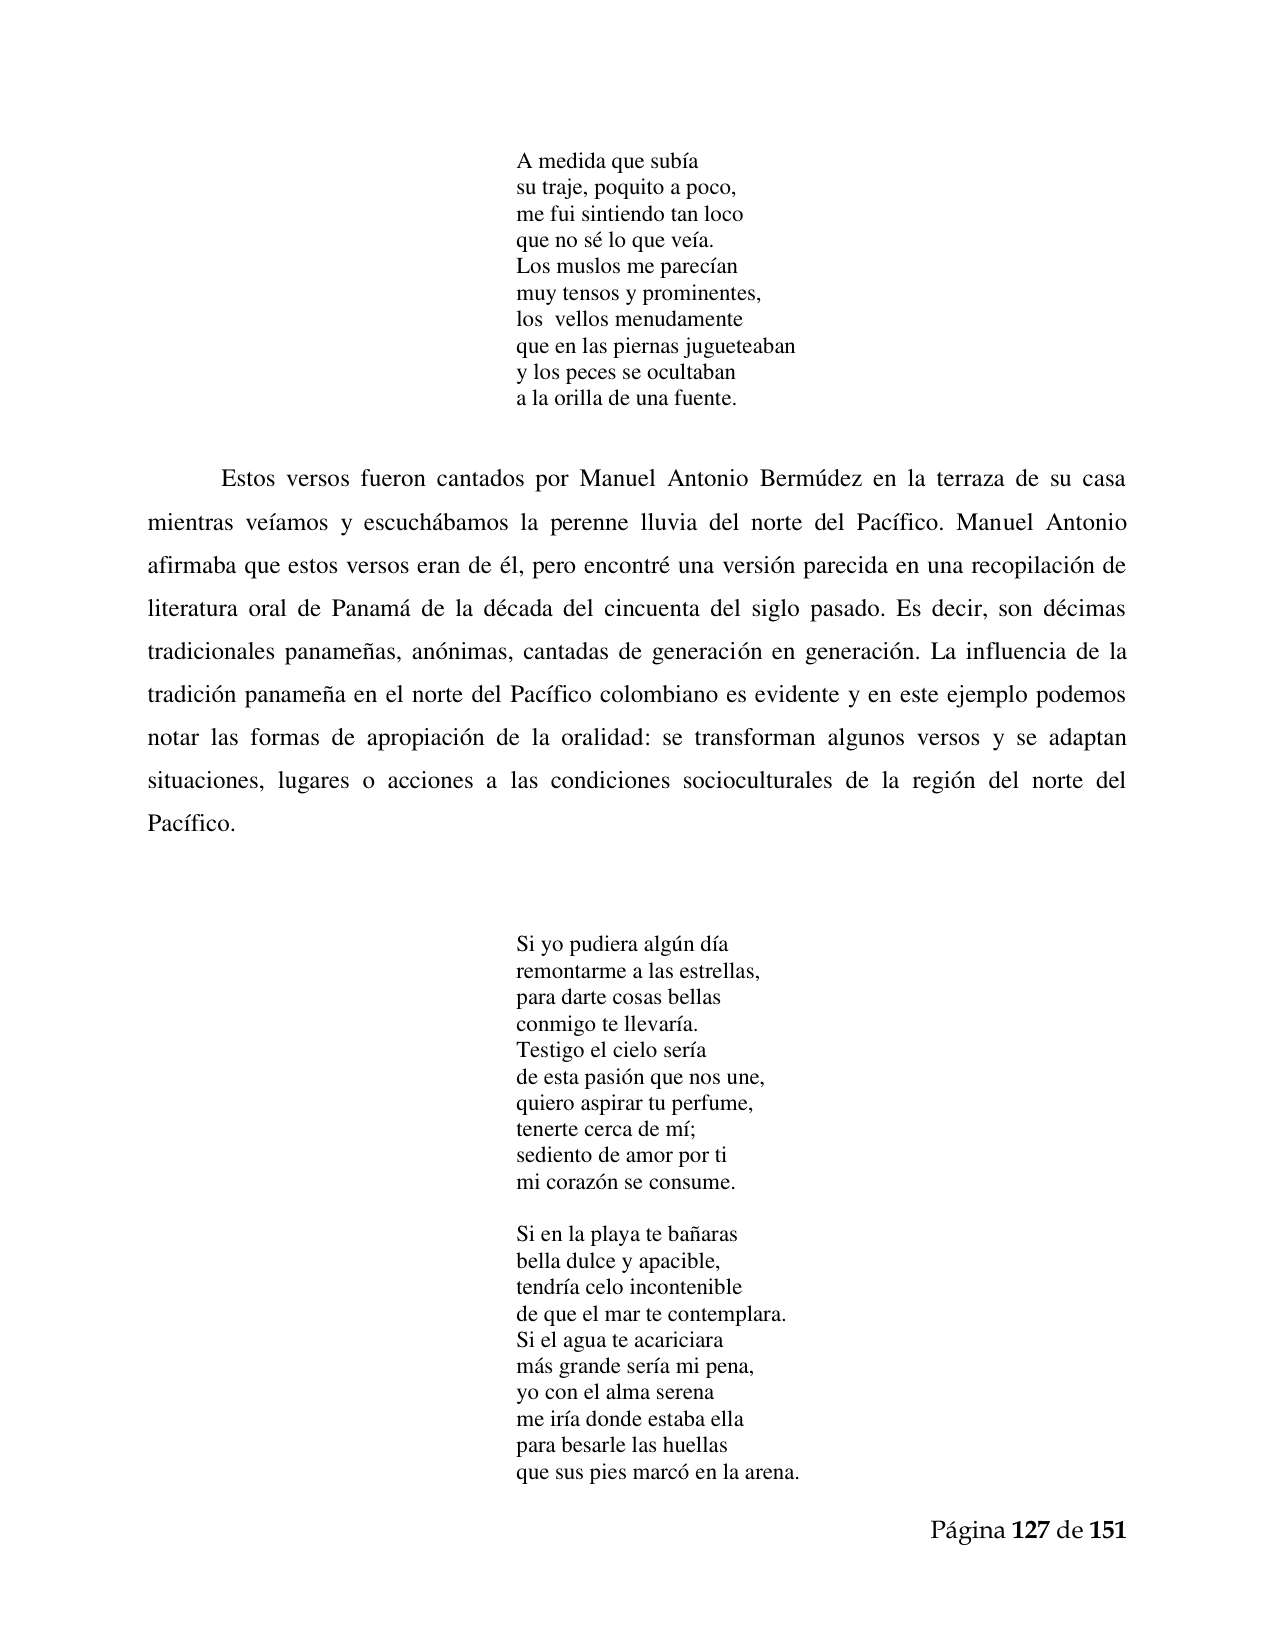 A medida que subía
su traje, poquito a poco,
me fui sintiendo tan loco
que no sé lo que veía.
Los muslos me parecían
muy tensos y prominentes,
los  vellos menudamente
que en las piernas jugueteaban
y los peces se ocultaban
a la orilla de una fuente.
Estos versos fueron cantados por Manuel Antonio Bermúdez en la terraza de su casa
mientras veíamos y escuchábamos la perenne lluvia del norte del Pacífico. Manuel Antonio
afirmaba que estos versos eran de él, pero encontré una versión parecida en una recopilación de
literatura oral de Panamá de la década del cincuenta del siglo pasado. Es decir, son décimas
tradicionales panameñas, anónimas, cantadas de generación en generación. La influencia de la
tradición panameña en el norte del Pacífico colombiano es evidente y en este ejemplo podemos
notar las formas de apropiación de la oralidad: se transforman algunos versos y se adaptan
situaciones, lugares o acciones a las condiciones socioculturales de la región del norte del
Pacífico.
Si yo pudiera algún día
remontarme a las estrellas,
para darte cosas bellas
conmigo te llevaría.
Testigo el cielo sería
de esta pasión que nos une,
quiero aspirar tu perfume,
tenerte cerca de mí;
sediento de amor por ti
mi corazón se consume.
Si en la playa te bañaras
bella dulce y apacible,
tendría celo incontenible
de que el mar te contemplara.
Si el agua te acariciara
más grande sería mi pena,
yo con el alma serena
me iría donde estaba ella
para besarle las huellas
que sus pies marcó en la arena.
Página 127 de 151